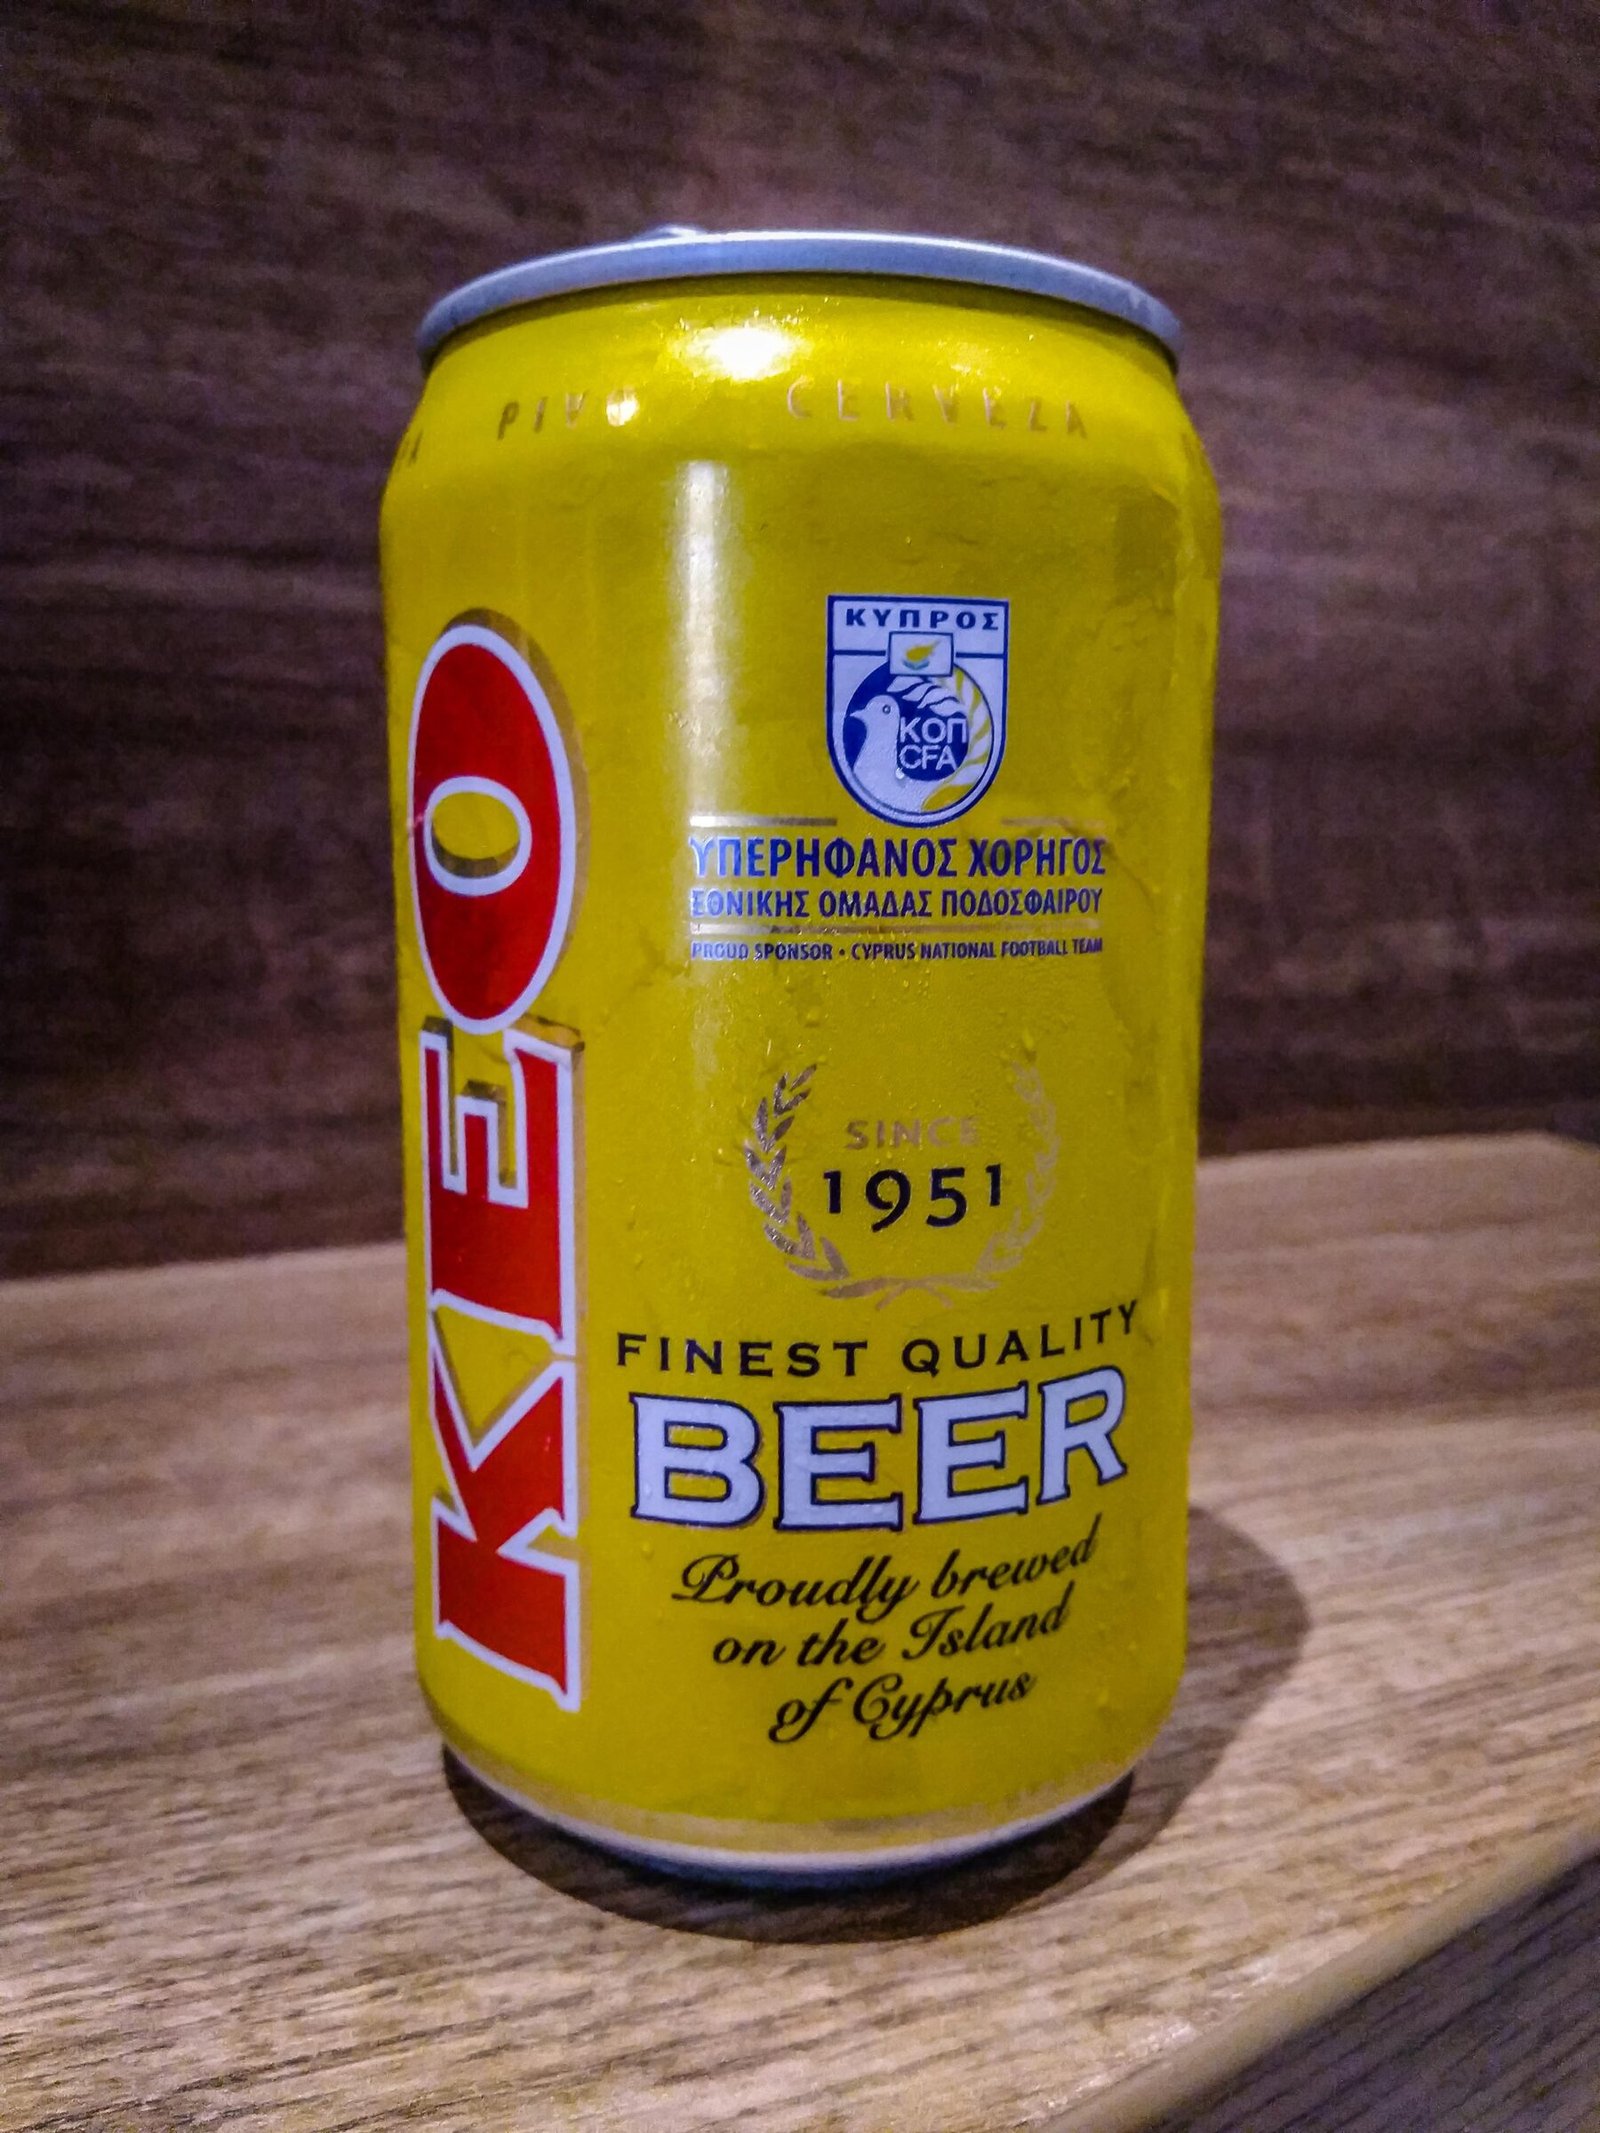 PIVO CERVEZA
KEO
ΚΥΠΡΟΣ
ΚΟΠ
CFA
ΥΠΕΡΗΦΑΝΟΣ ΧΟΡΗΓΟΣ
ΕΘΝΙΚΗΣ ΟΜΑΔΑΣ ΠΟΔΟΣΦΑΙΡΟΥ
PROUD SPONSOR • CYPRUS NATIONAL FOOTBALL TEAM
SINCE
1951
FINEST QUALITY
BEER
Proudly brewed
on the Island
of Cyprus